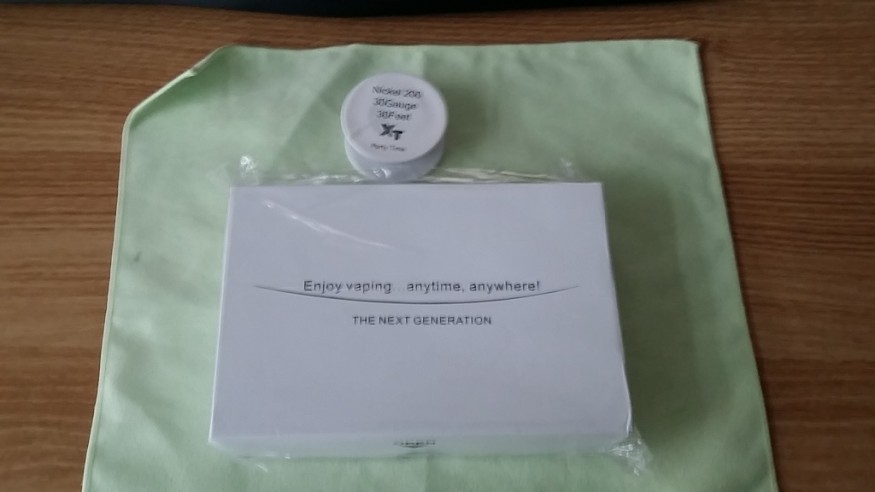 Nickel 200
30Gauge
30Feet
XT
Enjoy vaping...anytime, anywhere!
THE NEXT GENERATION